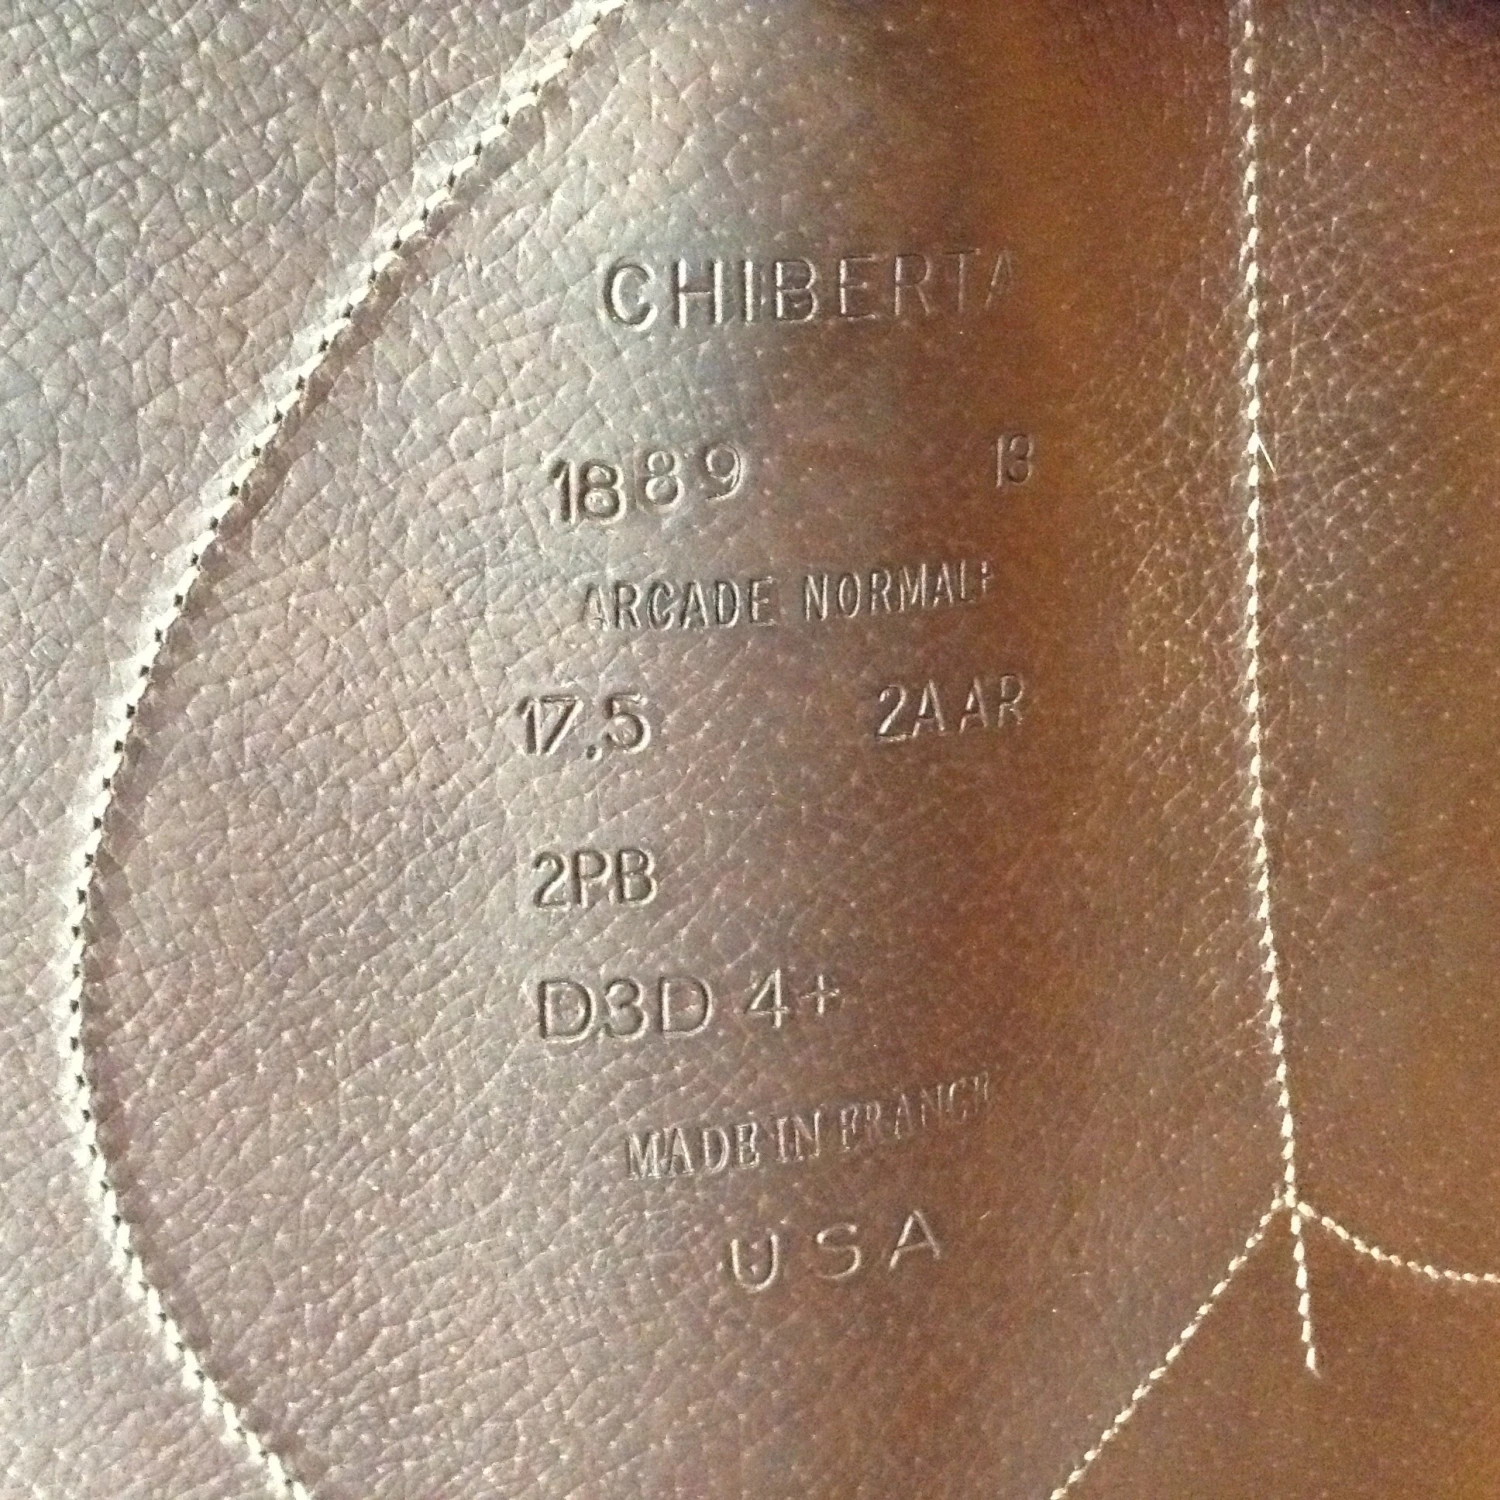 CHIBERTA
1889 13
ARCADE NORMALE
17,5 2AAR
2PB
D3D 4+
MADE IN FRANCE
USA